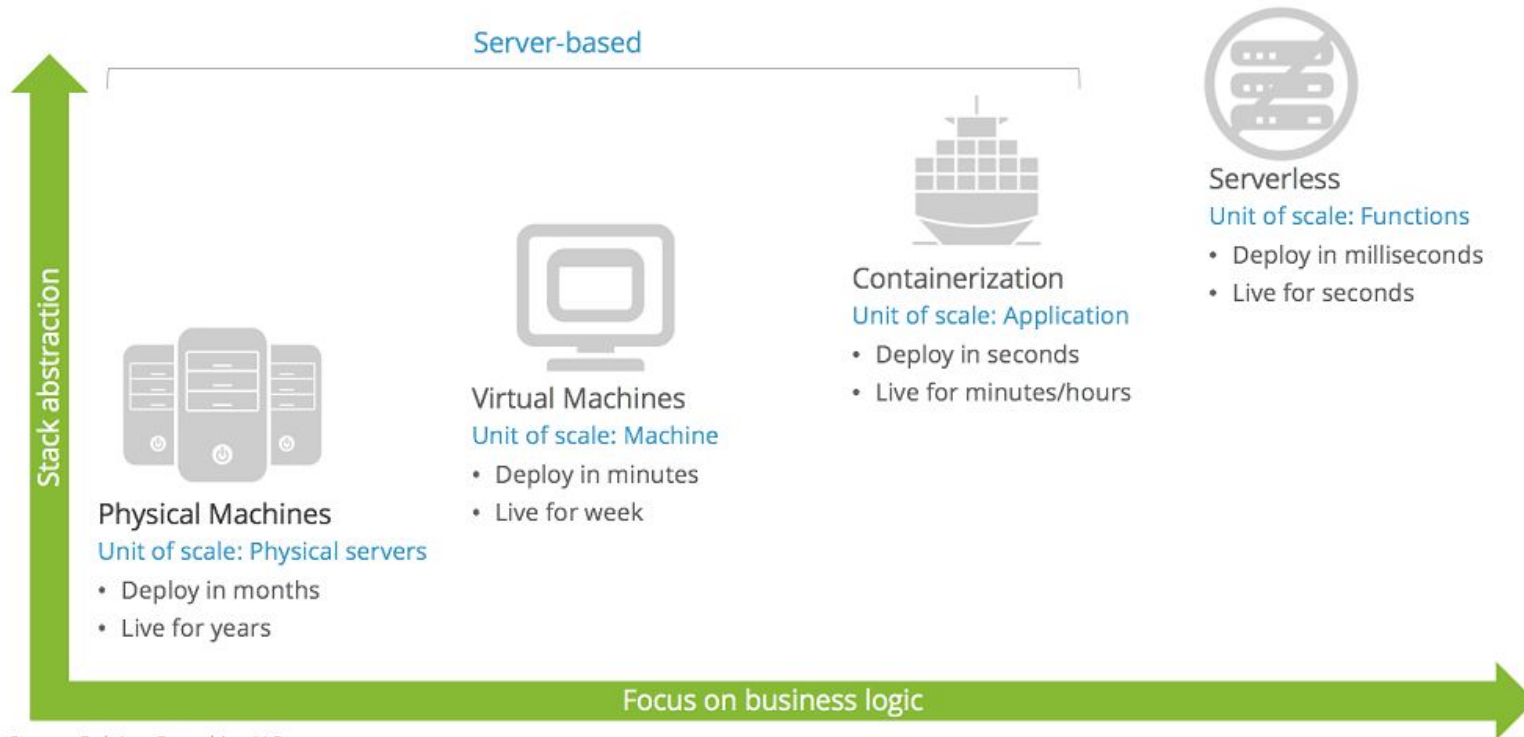 Server-based
Stack abstraction
Physical Machines
Unit of scale: Physical servers
• Deploy in months
• Live for years
Virtual Machines
Unit of scale: Machine
• Deploy in minutes
• Live for week
Containerization
Unit of scale: Application
• Deploy in seconds
• Live for minutes/hours
Serverless
Unit of scale: Functions
• Deploy in milliseconds
• Live for seconds
Focus on business logic